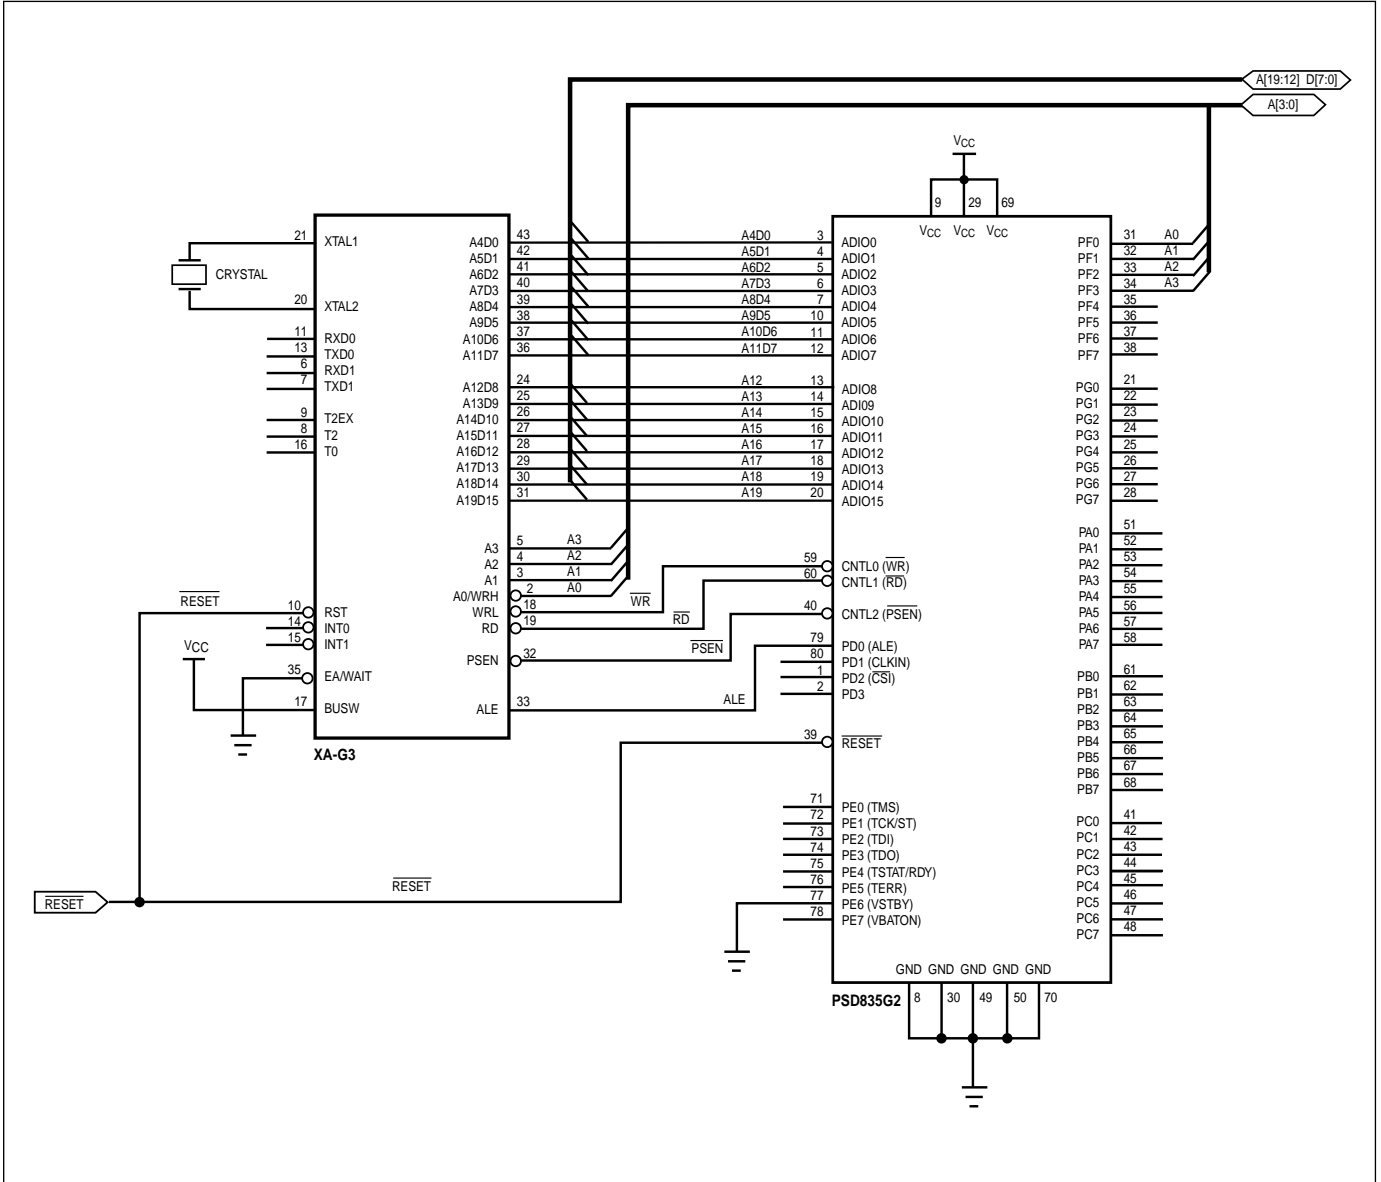 A[19:12] D[7:0]
A[3:0]
VCC
9 29 69
VCC VCC VCC
21 XTAL1
CRYSTAL
20 XTAL2
11 RXD0
13 TXD0
6 RXD1
7 TXD1
9 T2EX
8 T2
16 T0
RESET
10 RST
14 INT0
15 INT1
VCC
35 EA/WAIT
17 BUSW
XA-G3
A4D0 43
A5D1 42
A6D2 41
A7D3 40
A8D4 39
A9D5 38
A10D6 37
A11D7 36
A12D8 24
A13D9 25
A14D10 26
A15D11 27
A16D12 28
A17D13 29
A18D14 30
A19D15 31
A3 5 A3
A2 4 A2
A1 3 A1
A0/WRH 2 A0
WRL 18 WR
RD 19 RD
PSEN 32 PSEN
ALE 33 ALE
A4D0 3 ADIO0
A5D1 4 ADIO1
A6D2 5 ADIO2
A7D3 6 ADIO3
A8D4 7 ADIO4
A9D5 10 ADIO5
A10D6 11 ADIO6
A11D7 12 ADIO7
A12 13 ADIO8
A13 14 ADI09
A14 15 ADIO10
A15 16 ADIO11
A16 17 ADIO12
A17 18 ADIO13
A18 19 ADIO14
A19 20 ADIO15
59 CNTL0 (WR)
60 CNTL1 (RD)
40 CNTL2 (PSEN)
79 PD0 (ALE)
80 PD1 (CLKIN)
1 PD2 (CSI)
2 PD3
39 RESET
71 PE0 (TMS)
72 PE1 (TCK/ST)
73 PE2 (TDI)
74 PE3 (TDO)
75 PE4 (TSTAT/RDY)
76 PE5 (TERR)
77 PE6 (VSTBY)
78 PE7 (VBATON)
PF0 31 A0
PF1 32 A1
PF2 33 A2
PF3 34 A3
PF4 35
PF5 36
PF6 37
PF7 38
PG0 21
PG1 22
PG2 23
PG3 24
PG4 25
PG5 26
PG6 27
PG7 28
PA0 51
PA1 52
PA2 53
PA3 54
PA4 55
PA5 56
PA6 57
PA7 58
PB0 61
PB1 62
PB2 63
PB3 64
PB4 65
PB5 66
PB6 67
PB7 68
PC0 41
PC1 42
PC2 43
PC3 44
PC4 45
PC5 46
PC6 47
PC7 48
RESET
RESET
GND GND GND GND GND
PSD835G2
8 30 49 50 70